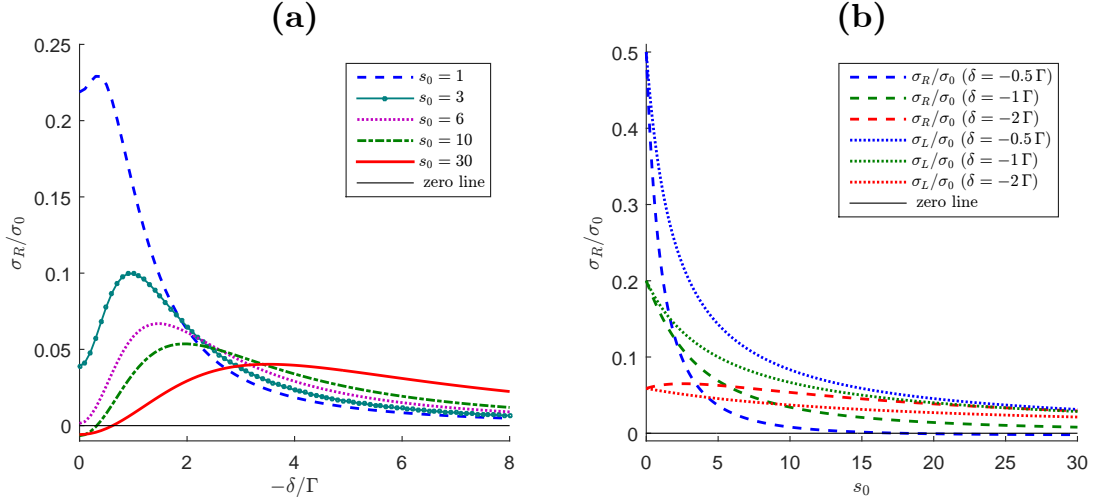 (a)
σ_R/σ_0
0.25
0.2
0.15
0.1
0.05
0
0 2 4 6 8
−δ/Γ
s_0 = 1
s_0 = 3
s_0 = 6
s_0 = 10
s_0 = 30
zero line
(b)
σ_R/σ_0
0.5
0.4
0.3
0.2
0.1
0
0 5 10 15 20 25 30
s_0
σ_R/σ_0 (δ = −0.5 Γ)
σ_R/σ_0 (δ = −1 Γ)
σ_R/σ_0 (δ = −2 Γ)
σ_L/σ_0 (δ = −0.5 Γ)
σ_L/σ_0 (δ = −1 Γ)
σ_L/σ_0 (δ = −2 Γ)
zero line